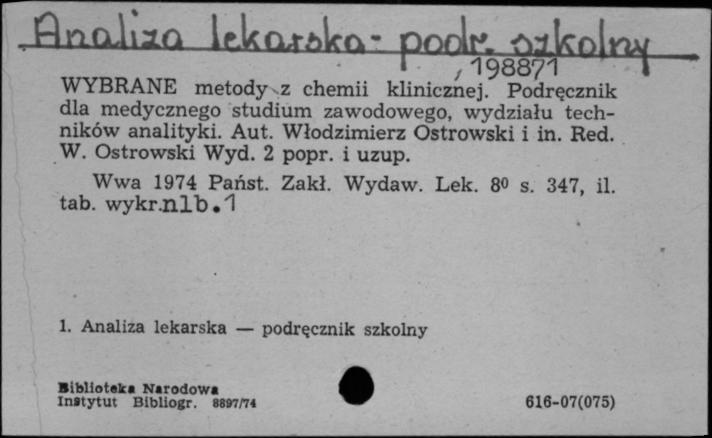 Analiza lekarska - podr. szkolny
198871
WYBRANE metody z chemii klinicznej. Podręcznik
dla medycznego studium zawodowego, wydziału tech-
ników analityki. Aut. Włodzimierz Ostrowski i in. Red.
W. Ostrowski Wyd. 2 popr. i uzup.
Wwa 1974 Państ. Zakł. Wydaw. Lek. 8⁰ s. 347, il.
tab. wykr.nlb.1
1. Analiza lekarska — podręcznik szkolny
Biblioteka Narodowa
Instytut Bibliogr. 8897/74
616-07(075)